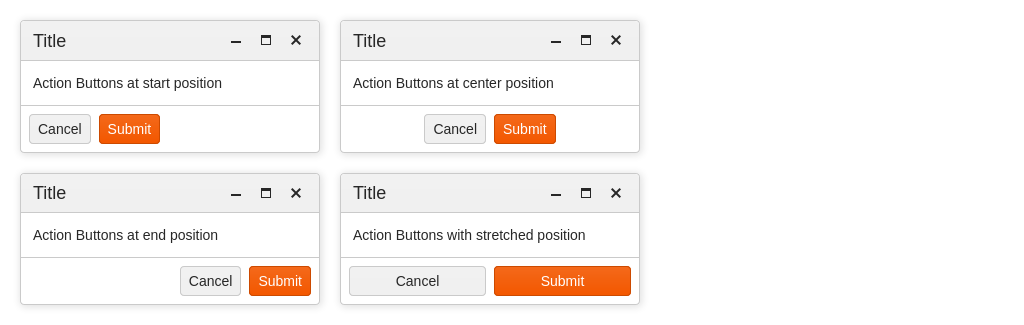 Title
Action Buttons at start position
Cancel Submit
Title
Action Buttons at center position
Cancel Submit
Title
Action Buttons at end position
Cancel Submit
Title
Action Buttons with stretched position
Cancel Submit